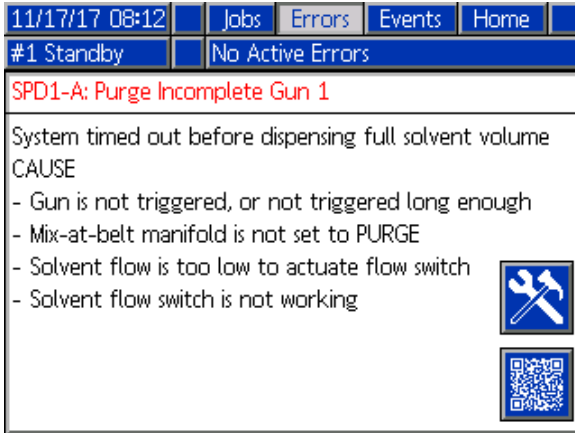 11/17/17 08:12 Jobs Errors Events Home
#1 Standby No Active Errors
SPD1-A: Purge Incomplete Gun 1
System timed out before dispensing full solvent volume
CAUSE
- Gun is not triggered, or not triggered long enough
- Mix-at-belt manifold is not set to PURGE
- Solvent flow is too low to actuate flow switch
- Solvent flow switch is not working